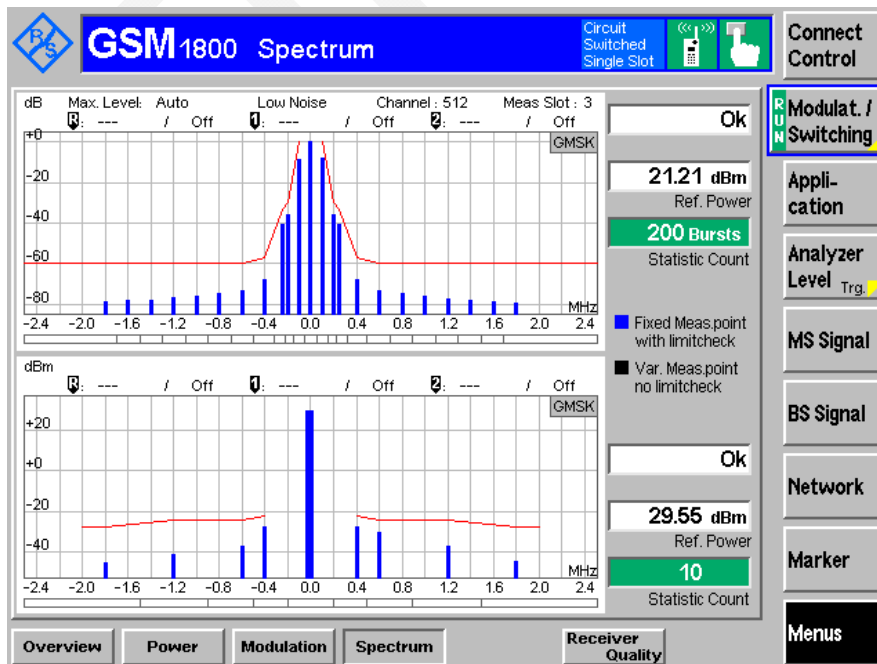 R&S
GSM 1800 Spectrum
Circuit Switched Single Slot
Connect Control
dB Max. Level: Auto Low Noise Channel : 512 Meas Slot : 3
R: --- / Off 1: --- / Off 2: --- / Off
GMSK
+0
-20
-40
-60
-80
MHz
-2.4 -2.0 -1.6 -1.2 -0.8 -0.4 0.0 0.4 0.8 1.2 1.6 2.0 2.4
Ok
21.21 dBm
Ref. Power
200 Bursts
Statistic Count
Fixed Meas.point
with limitcheck
Var. Meas.point
no limitcheck
dBm
R: --- / Off 1: --- / Off 2: --- / Off
GMSK
+20
+0
-20
-40
MHz
-2.4 -2.0 -1.6 -1.2 -0.8 -0.4 0.0 0.4 0.8 1.2 1.6 2.0 2.4
Ok
29.55 dBm
Ref. Power
10
Statistic Count
RUN
Modulat. /
Switching
Appli-
cation
Analyzer
Level Trg.
MS Signal
BS Signal
Network
Marker
Menus
Overview Power Modulation Spectrum Receiver Quality